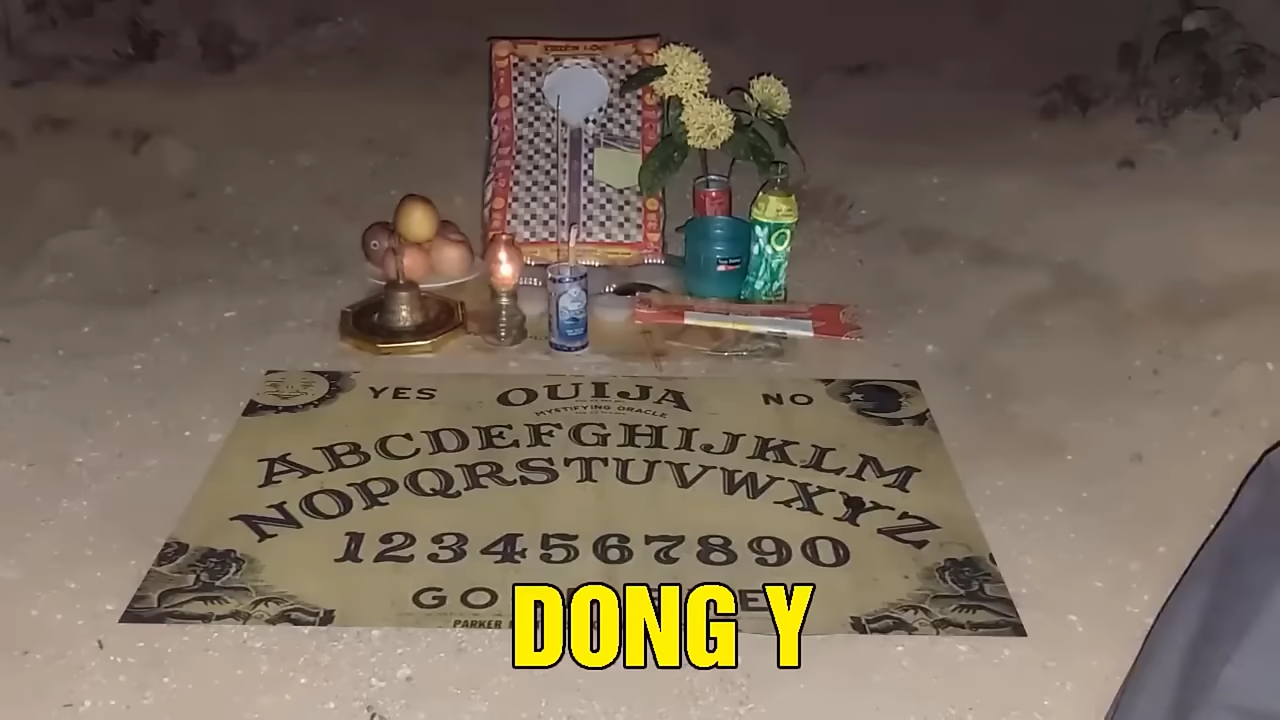 YES
OUIJA
NO
MYSTIFYING ORACLE
ABCDEFGHIJKLM
NOPQRSTUVWXYZ
1234567890
GO
DONG Y
PARKER